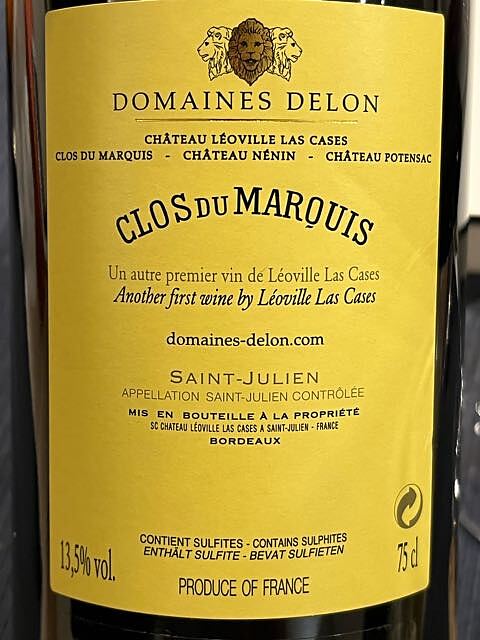 DOMAINES DELON
CHÂTEAU LÉOVILLE LAS CASES
CLOS DU MARQUIS - CHÂTEAU NÉNIN - CHÂTEAU POTENSAC
CLOS DU MARQUIS
Un autre premier vin de Léoville Las Cases
Another first wine by Léoville Las Cases
domaines-delon.com
SAINT-JULIEN
APPELLATION SAINT-JULIEN CONTRÔLÉE
MIS EN BOUTEILLE À LA PROPRIÉTÉ
SC CHATEAU LÉOVILLE LAS CASES A SAINT-JULIEN - FRANCE
BORDEAUX
CONTIENT SULFITES - CONTAINS SULPHITES
ENTHÄLT SULFITE - BEVAT SULFIETEN
13,5% vol.
75 cl
PRODUCE OF FRANCE